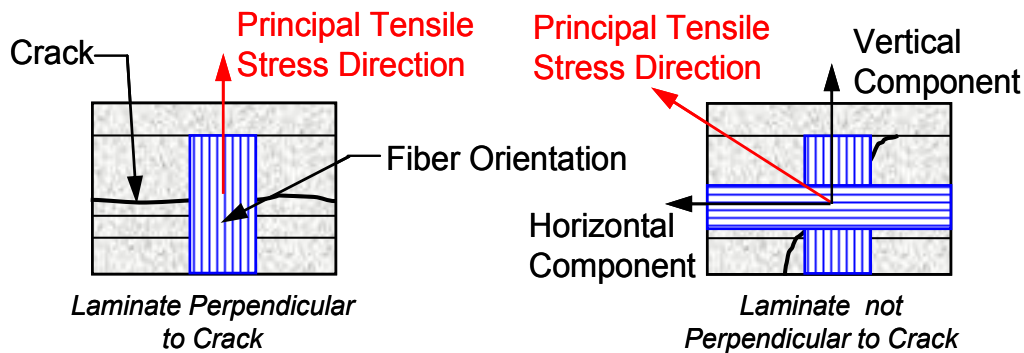 Principal Tensile
Stress Direction
Crack
Fiber Orientation
Laminate Perpendicular
to Crack
Principal Tensile
Stress Direction
Vertical
Component
Horizontal
Component
Laminate not
Perpendicular to Crack